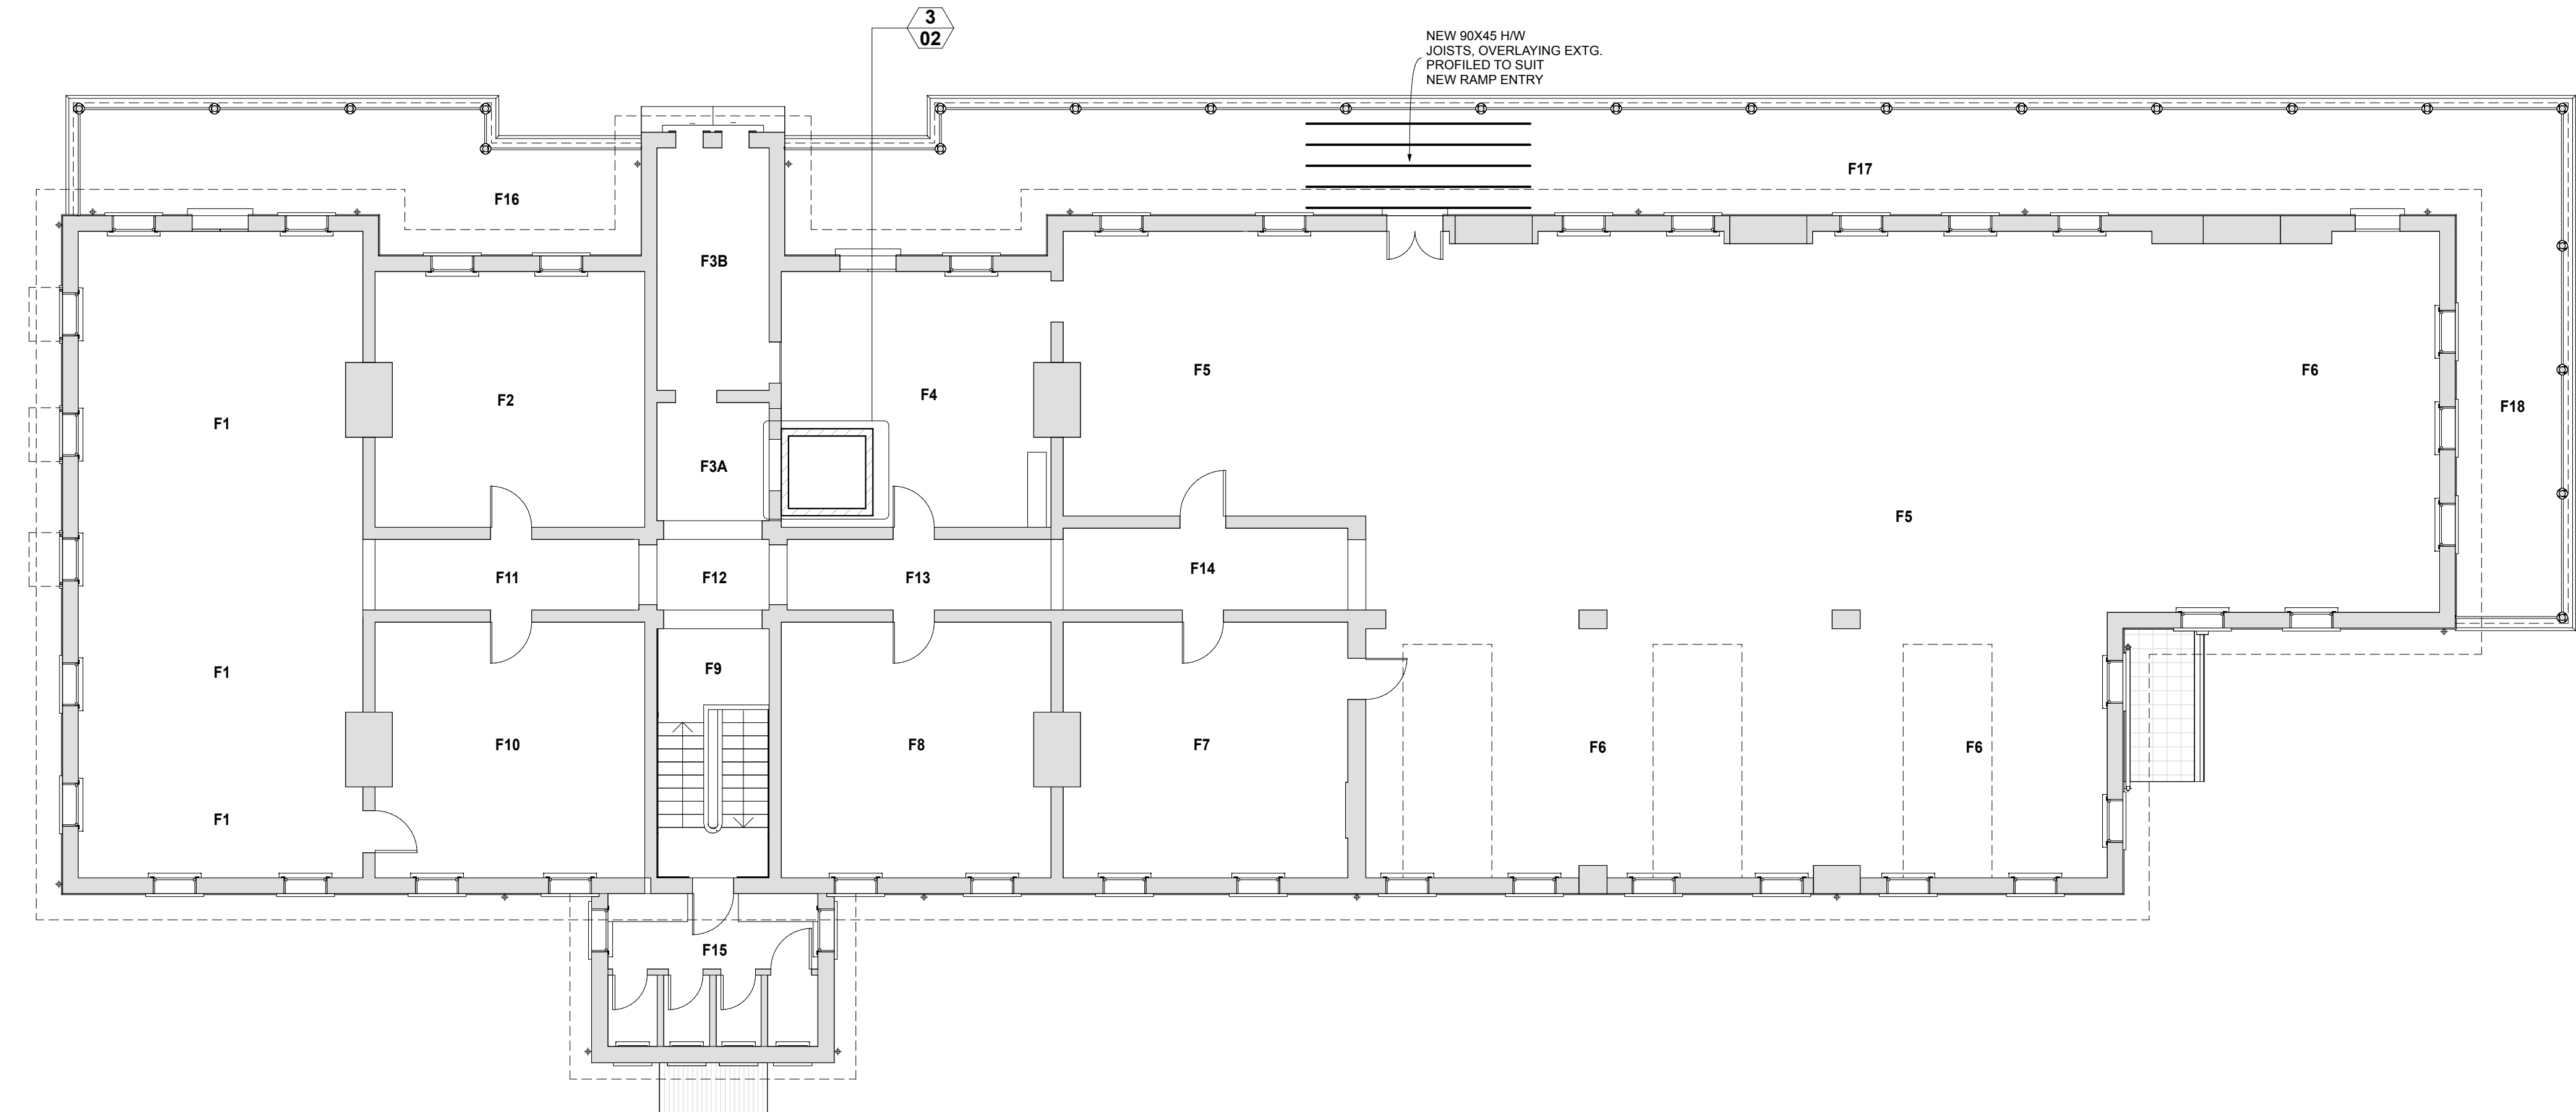 3
02
NEW 90X45 H/W
JOISTS, OVERLAYING EXTG.
PROFILED TO SUIT
NEW RAMP ENTRY
F17
F16
F3B
F5
F6
F4
F2
F18
F1
F3A
F5
F14
F11
F12
F13
F9
F1
F10
F8
F7
F6
F6
F1
F15